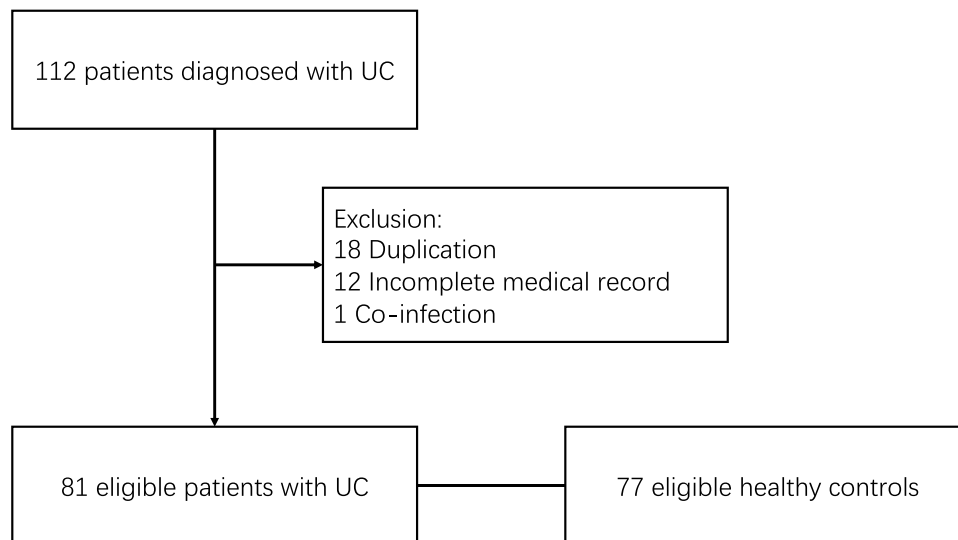 112 patients diagnosed with UC
Exclusion:
18 Duplication
12 Incomplete medical record
1 Co-infection
81 eligible patients with UC
77 eligible healthy controls